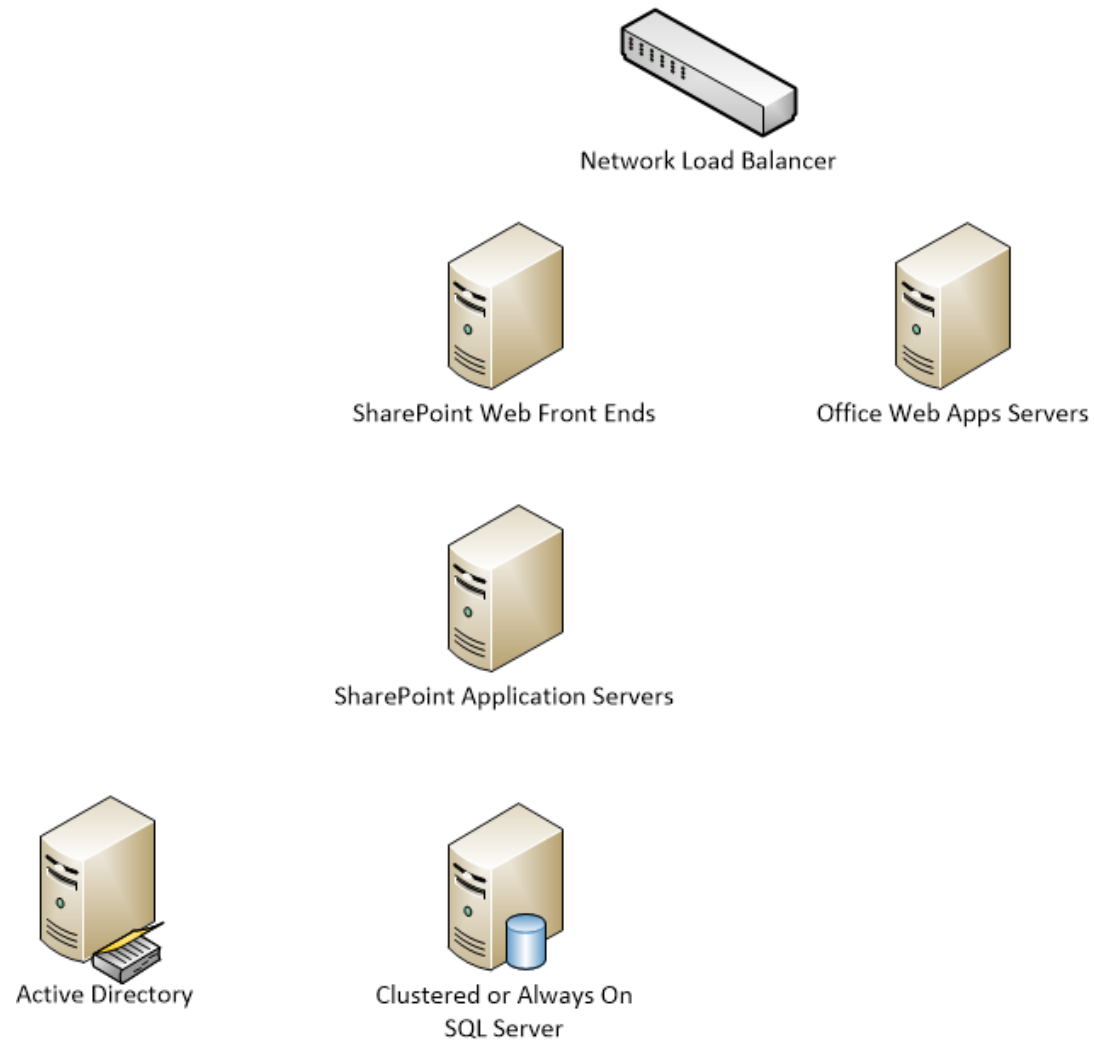 Network Load Balancer
SharePoint Web Front Ends
Office Web Apps Servers
SharePoint Application Servers
Active Directory
Clustered or Always On
SQL Server